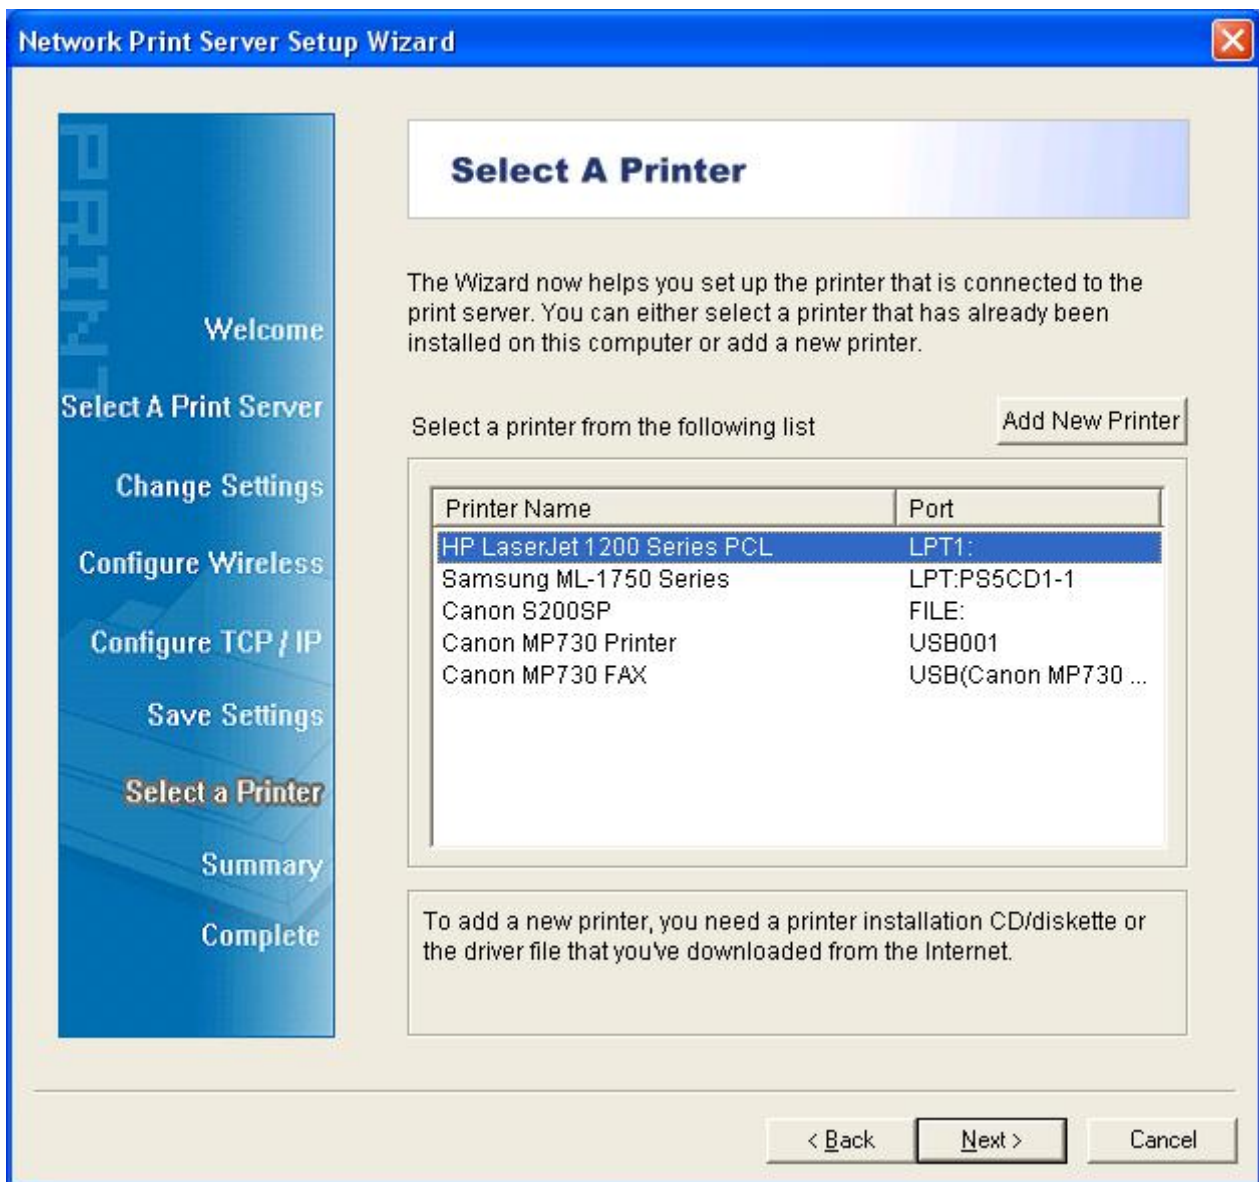 Network Print Server Setup Wizard
PRINT
Welcome
Select A Print Server
Change Settings
Configure Wireless
Configure TCP / IP
Save Settings
Select a Printer
Summary
Complete
Select A Printer
The Wizard now helps you set up the printer that is connected to the
print server. You can either select a printer that has already been
installed on this computer or add a new printer.
Select a printer from the following list
Add New Printer
Printer Name Port
HP LaserJet 1200 Series PCL LPT1:
Samsung ML-1750 Series LPT:PS5CD1-1
Canon S200SP FILE:
Canon MP730 Printer USB001
Canon MP730 FAX USB(Canon MP730 ...
To add a new printer, you need a printer installation CD/diskette or
the driver file that you've downloaded from the Internet.
< Back Next > Cancel